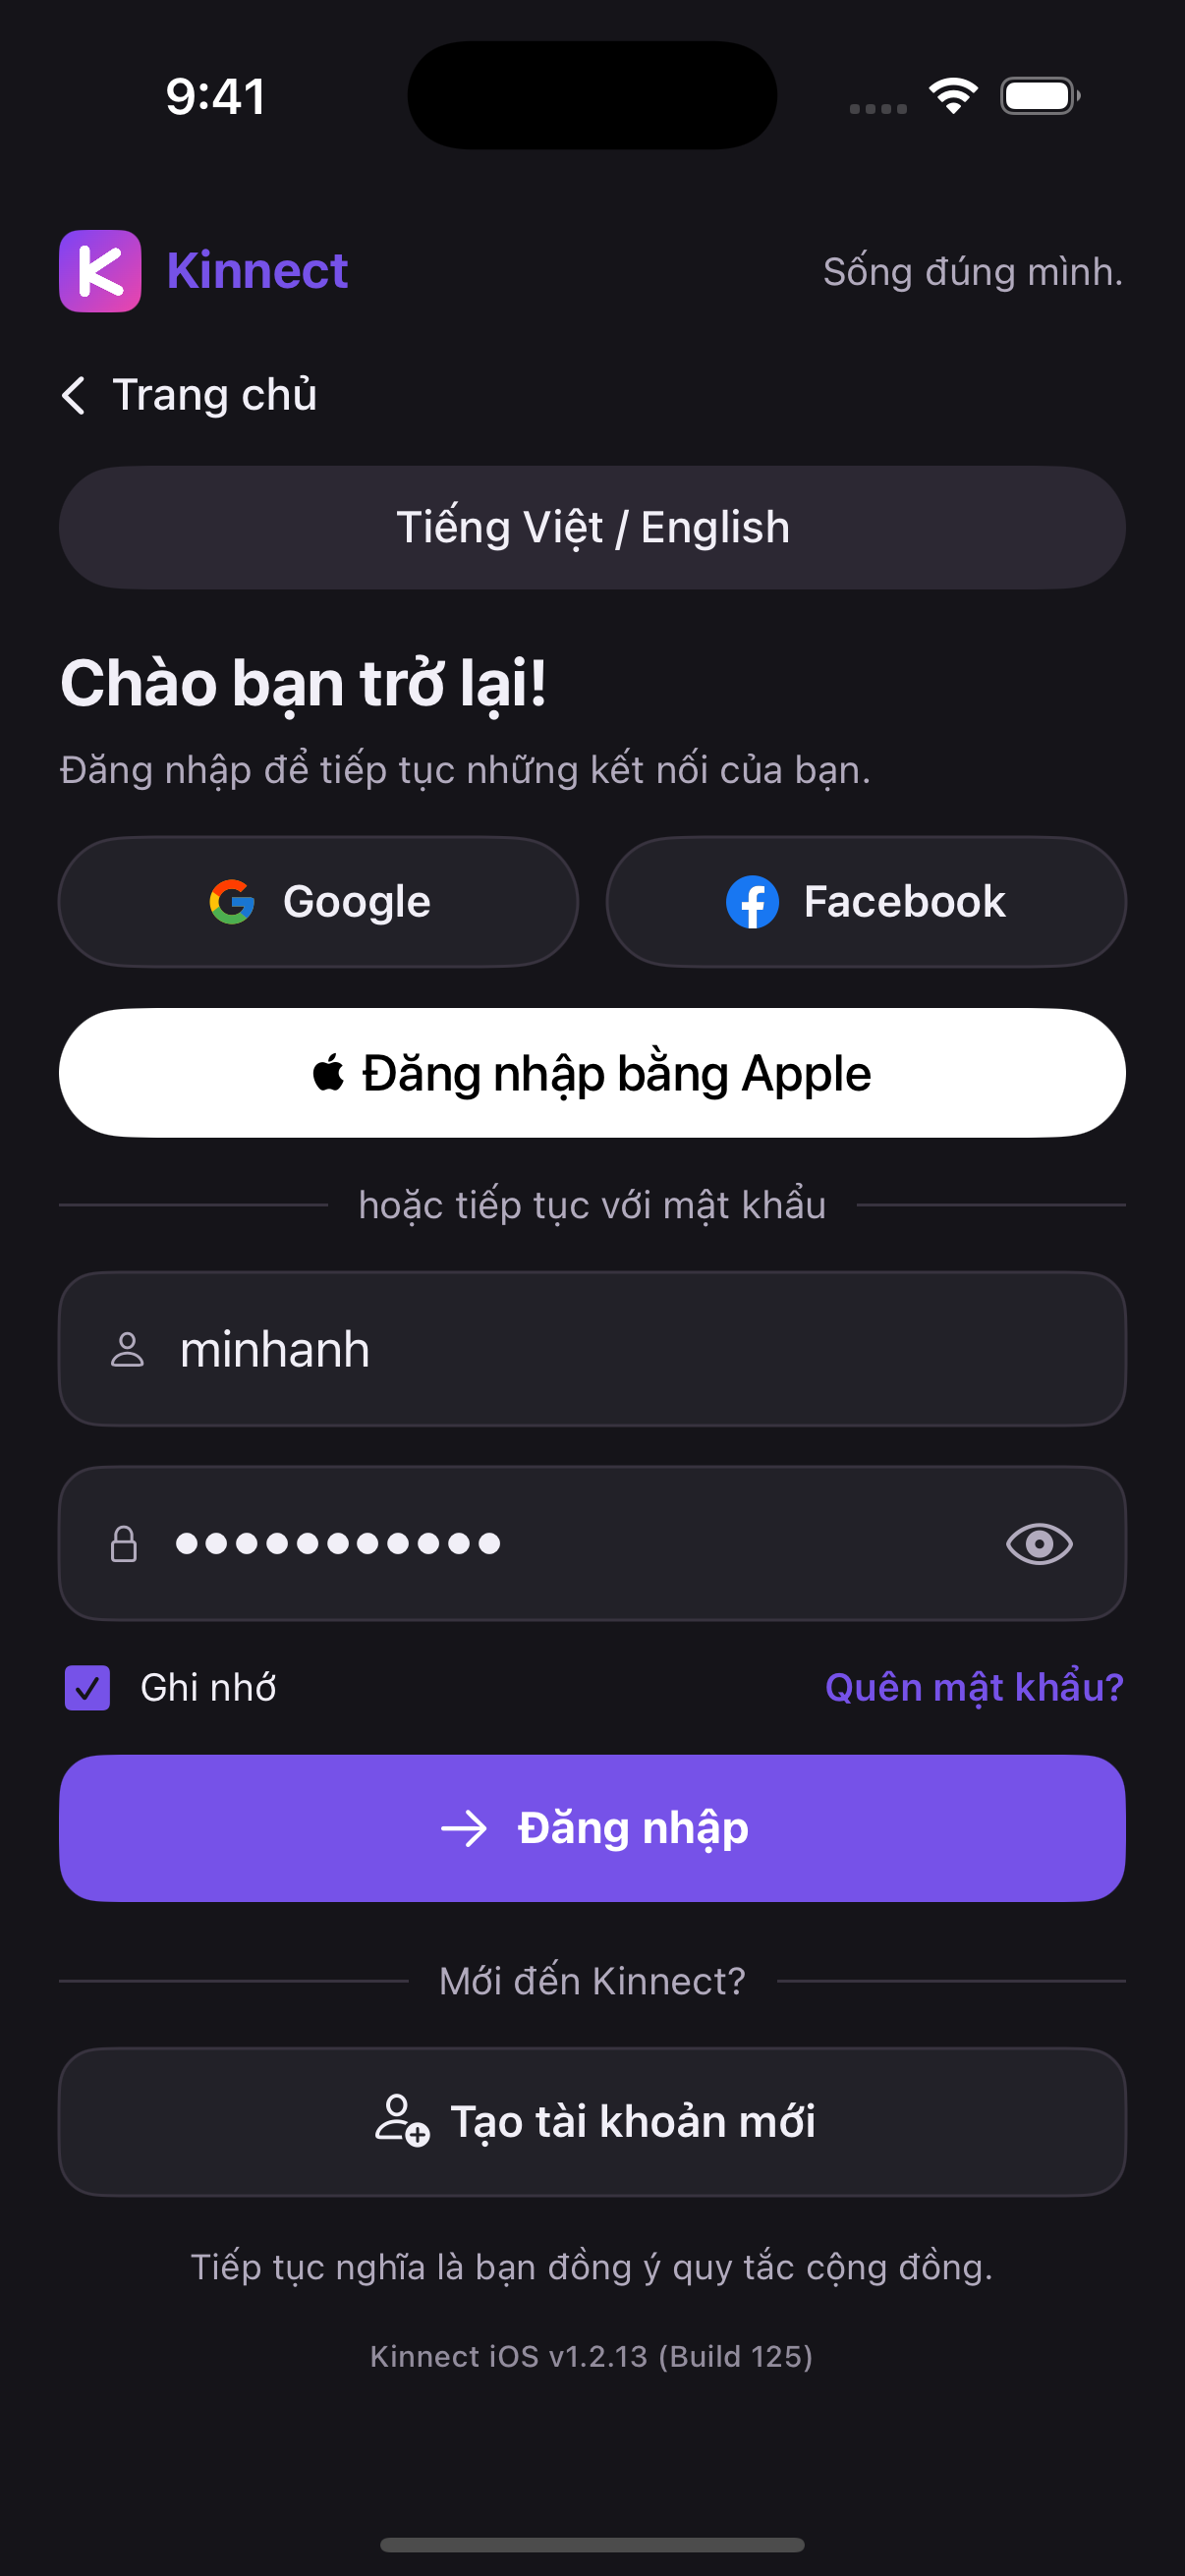 9:41
Kinnect
Sống đúng mình.
Trang chủ
Tiếng Việt / English
Chào bạn trở lại!
Đăng nhập để tiếp tục những kết nối của bạn.
Google
Facebook
Đăng nhập bằng Apple
hoặc tiếp tục với mật khẩu
minhanh
•••••••••••
Ghi nhớ
Quên mật khẩu?
Đăng nhập
Mới đến Kinnect?
Tạo tài khoản mới
Tiếp tục nghĩa là bạn đồng ý quy tắc cộng đồng.
Kinnect iOS v1.2.13 (Build 125)